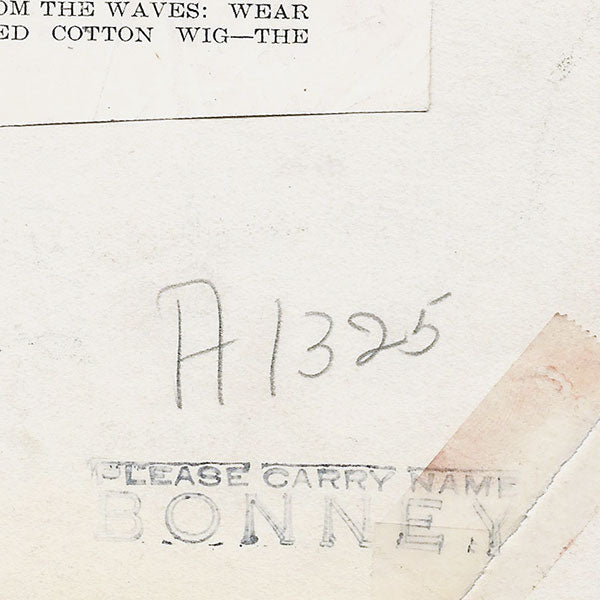 OM THE WAVES: WEAR
ED COTTON WIG—THE
A1325
PLEASE CARRY NAME
BONNEY